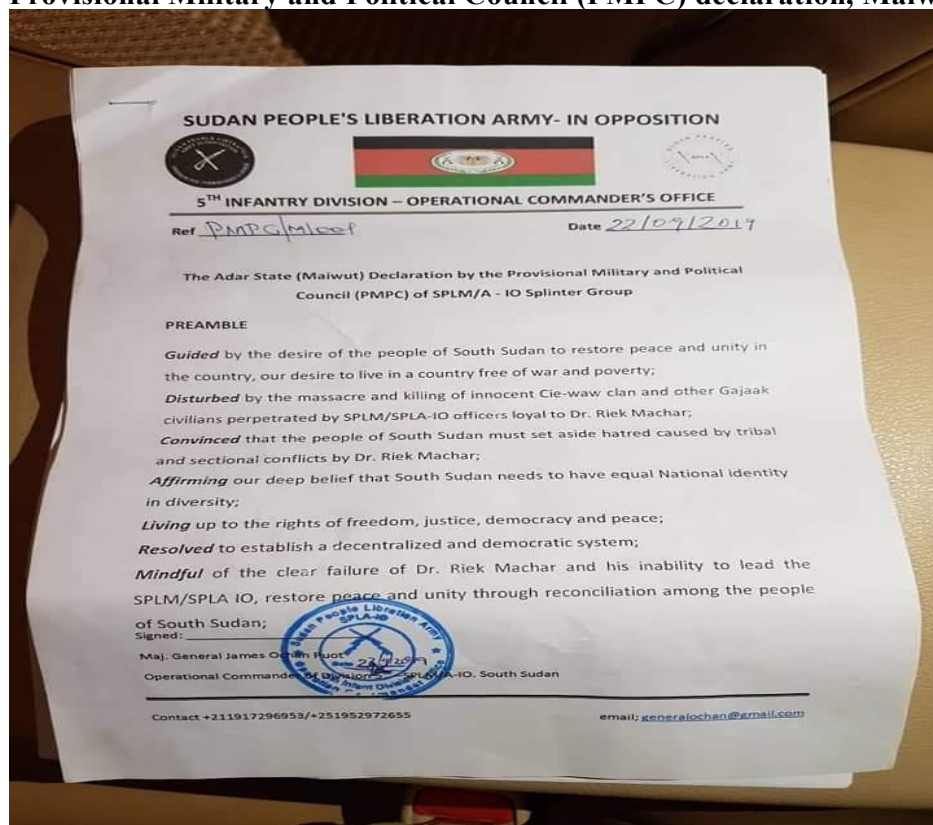 Provisional Military and Political Council (PMPC) declaration, Maiw
SUDAN PEOPLE'S LIBERATION ARMY- IN OPPOSITION
5TH INFANTRY DIVISION – OPERATIONAL COMMANDER'S OFFICE
Ref
Date 22/09/2019
The Adar State (Maiwut) Declaration by the Provisional Military and Political
Council (PMPC) of SPLM/A - IO Splinter Group
PREAMBLE
Guided by the desire of the people of South Sudan to restore peace and unity in
the country, our desire to live in a country free of war and poverty;
Disturbed by the massacre and killing of innocent Cie-waw clan and other Gajaak
civilians perpetrated by SPLM/SPLA-IO officers loyal to Dr. Riek Machar;
Convinced that the people of South Sudan must set aside hatred caused by tribal
and sectional conflicts by Dr. Riek Machar;
Affirming our deep belief that South Sudan needs to have equal National identity
in diversity;
Living up to the rights of freedom, justice, democracy and peace;
Resolved to establish a decentralized and democratic system;
Mindful of the clear failure of Dr. Riek Machar and his inability to lead the
SPLM/SPLA IO, restore peace and unity through reconciliation among the people
of South Sudan;
Signed:
Sudan People Liberation Army
SPLA-IO
Maj. General James Ochan Puot
Operational Commander of Division 5 SPLM/A-IO. South Sudan
Contact +211917296953/+251952972655
email; generalochan@gmail.com